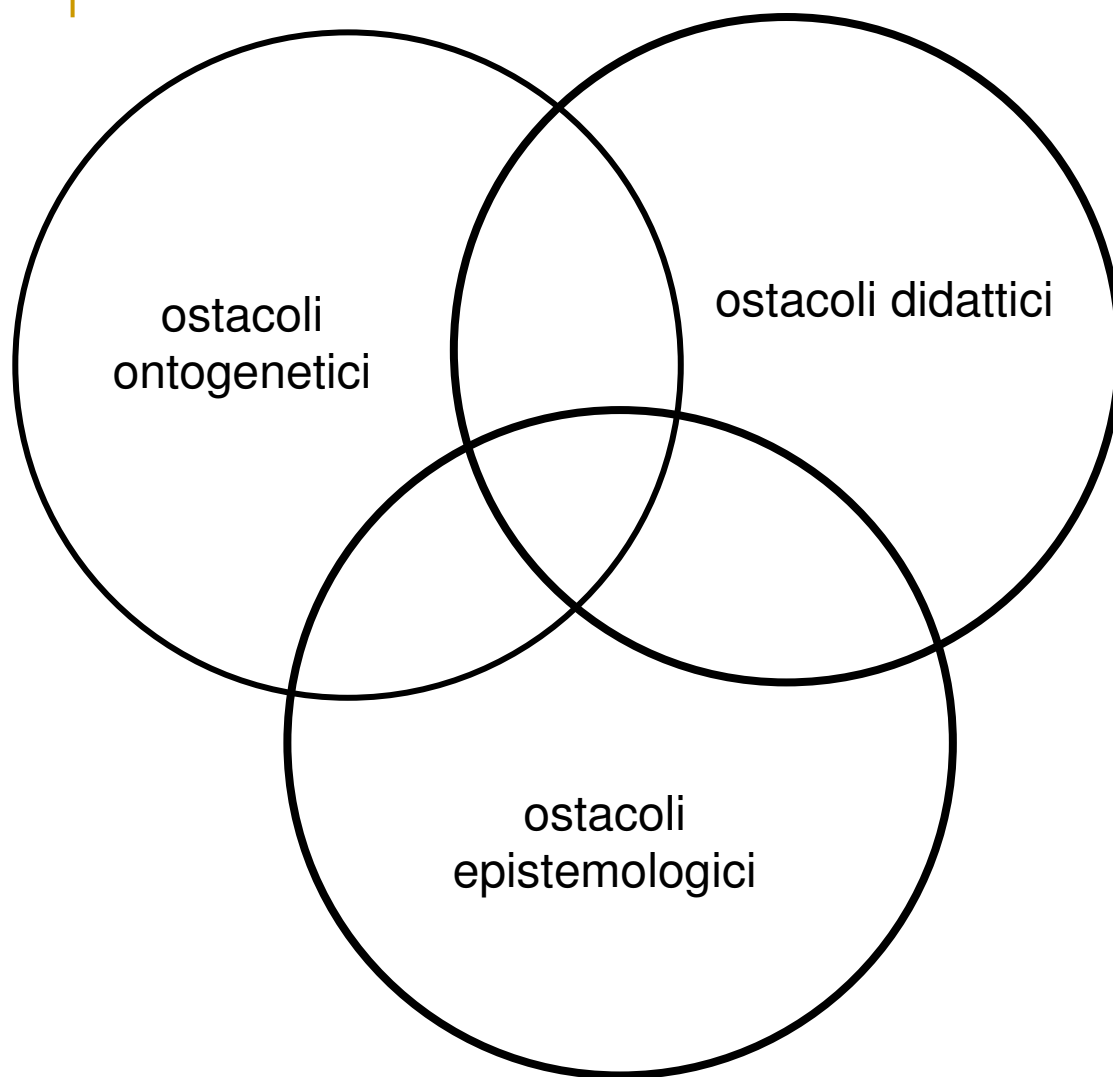 ostacoli
ontogenetici
ostacoli didattici
ostacoli
epistemologici